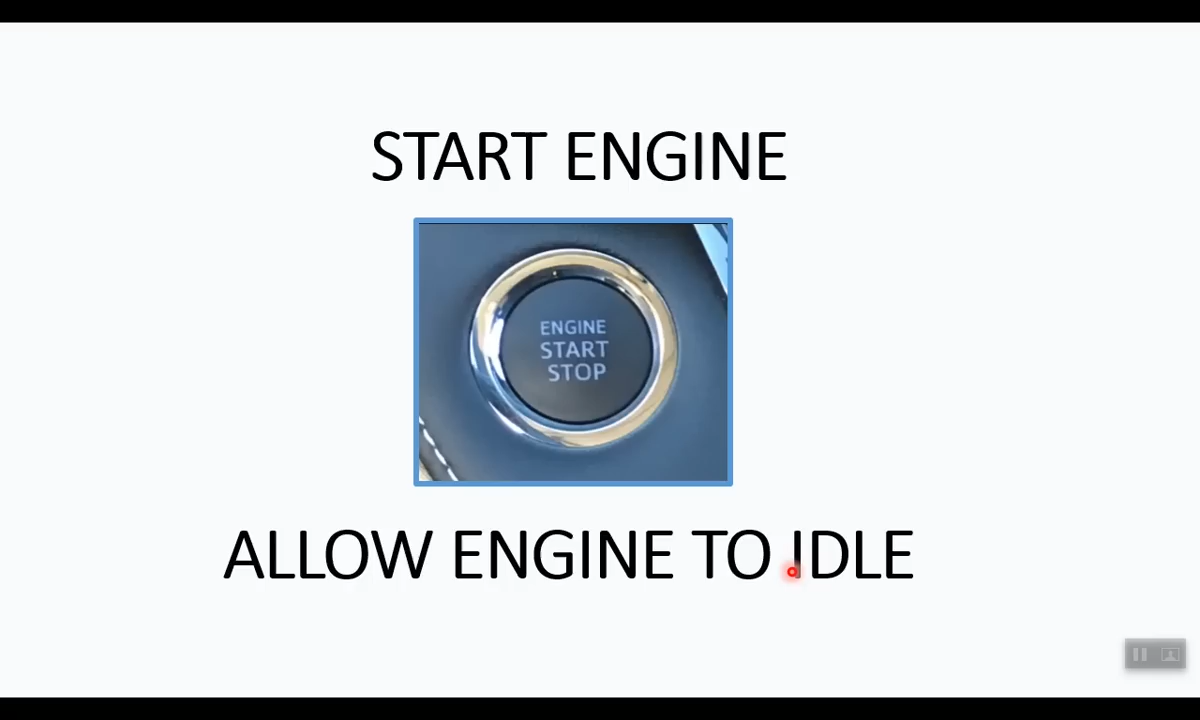 START ENGINE
ENGINE
START
STOP
ALLOW ENGINE TO IDLE